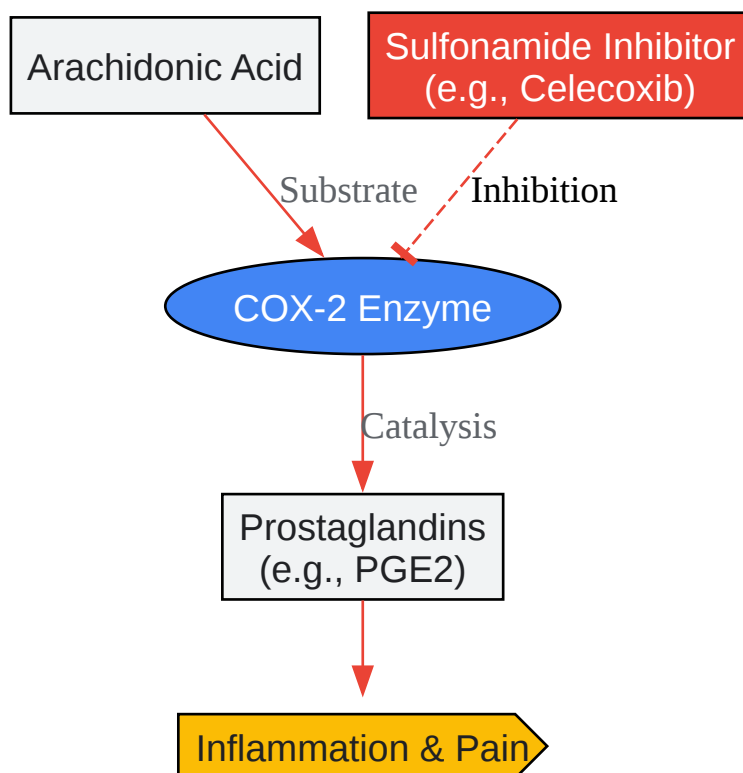 Arachidonic Acid
Sulfonamide Inhibitor
(e.g., Celecoxib)
Substrate
Inhibition
COX-2 Enzyme
Catalysis
Prostaglandins
(e.g., PGE2)
Inflammation & Pain